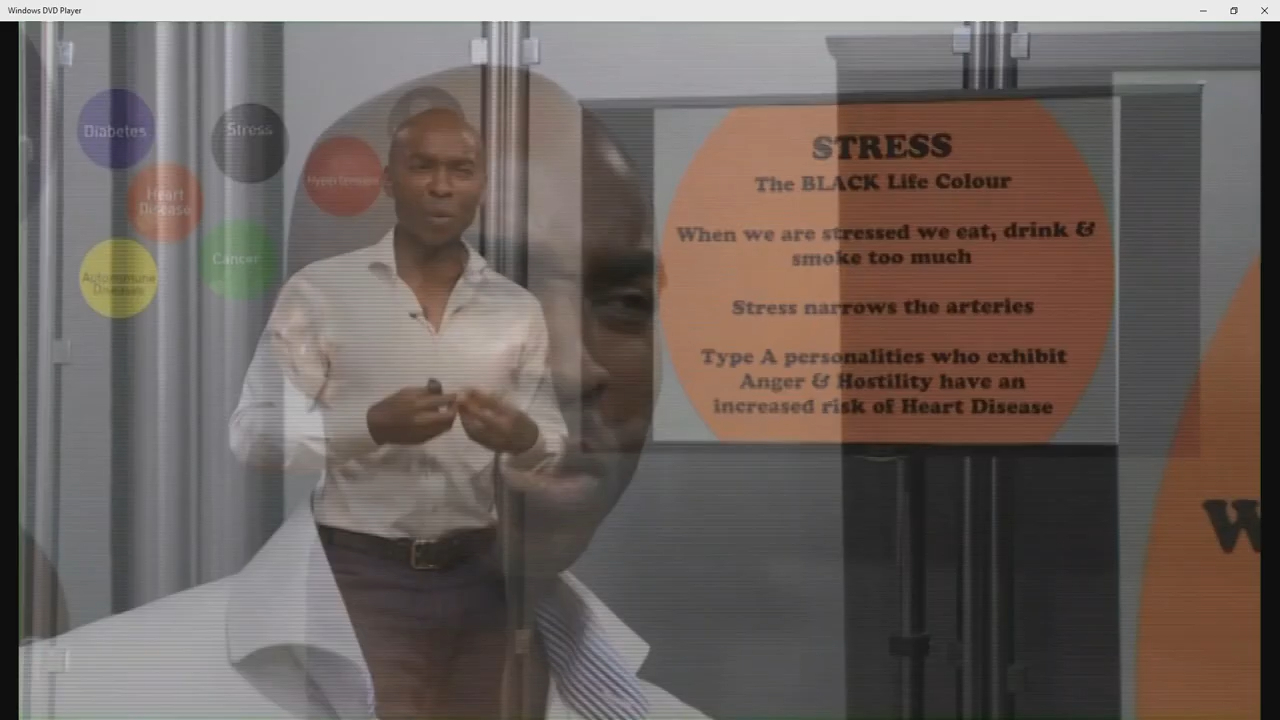 Windows DVD Player
Diabetes
Stress
Heart
Disease
Hypertension
Cancer
Autoimmune
Diseases
STRESS
The BLACK Life Colour
When we are stressed we eat, drink &
smoke too much
Stress narrows the arteries
Type A personalities who exhibit
Anger & Hostility have an
increased risk of Heart Disease
W